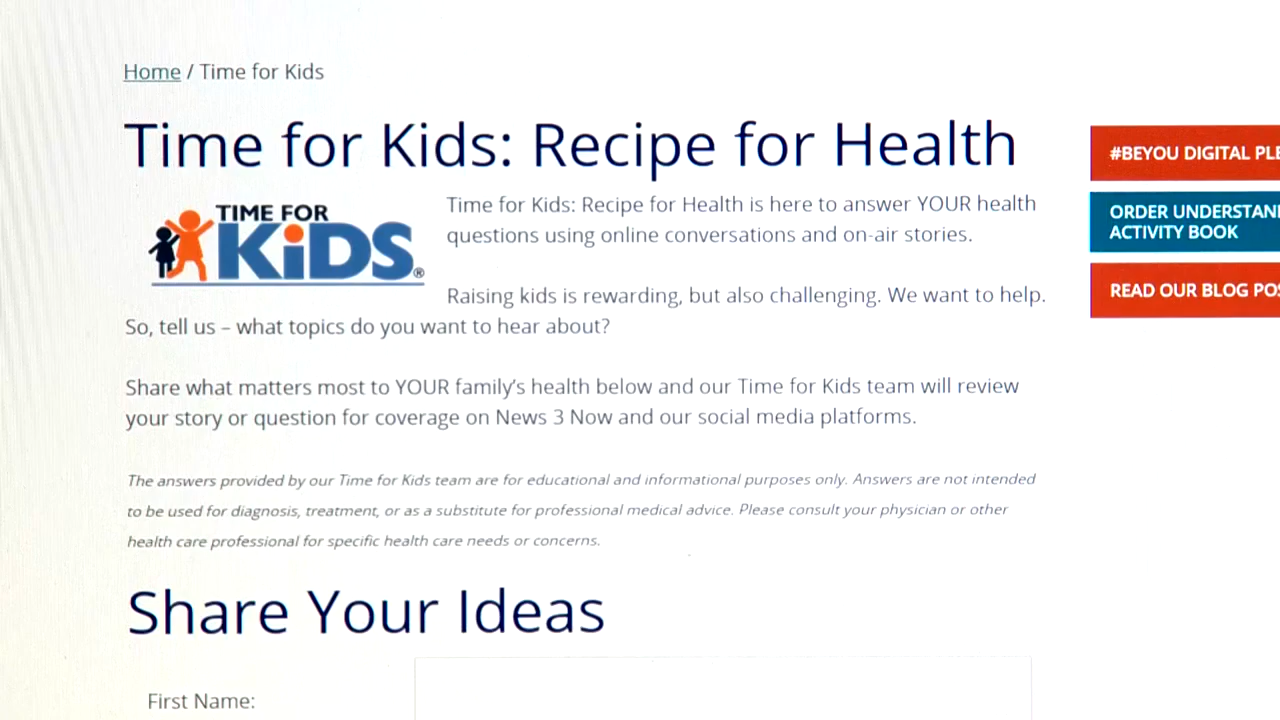 Home / Time for Kids
Time for Kids: Recipe for Health
TIME FOR
KiDS®
Time for Kids: Recipe for Health is here to answer YOUR health
questions using online conversations and on-air stories.
Raising kids is rewarding, but also challenging. We want to help.
So, tell us – what topics do you want to hear about?
Share what matters most to YOUR family's health below and our Time for Kids team will review
your story or question for coverage on News 3 Now and our social media platforms.
The answers provided by our Time for Kids team are for educational and informational purposes only. Answers are not intended
to be used for diagnosis, treatment, or as a substitute for professional medical advice. Please consult your physician or other
health care professional for specific health care needs or concerns.
Share Your Ideas
First Name:
#BEYOU DIGITAL
ORDER
ACTIVITY BOOK
READ OUR BLOG